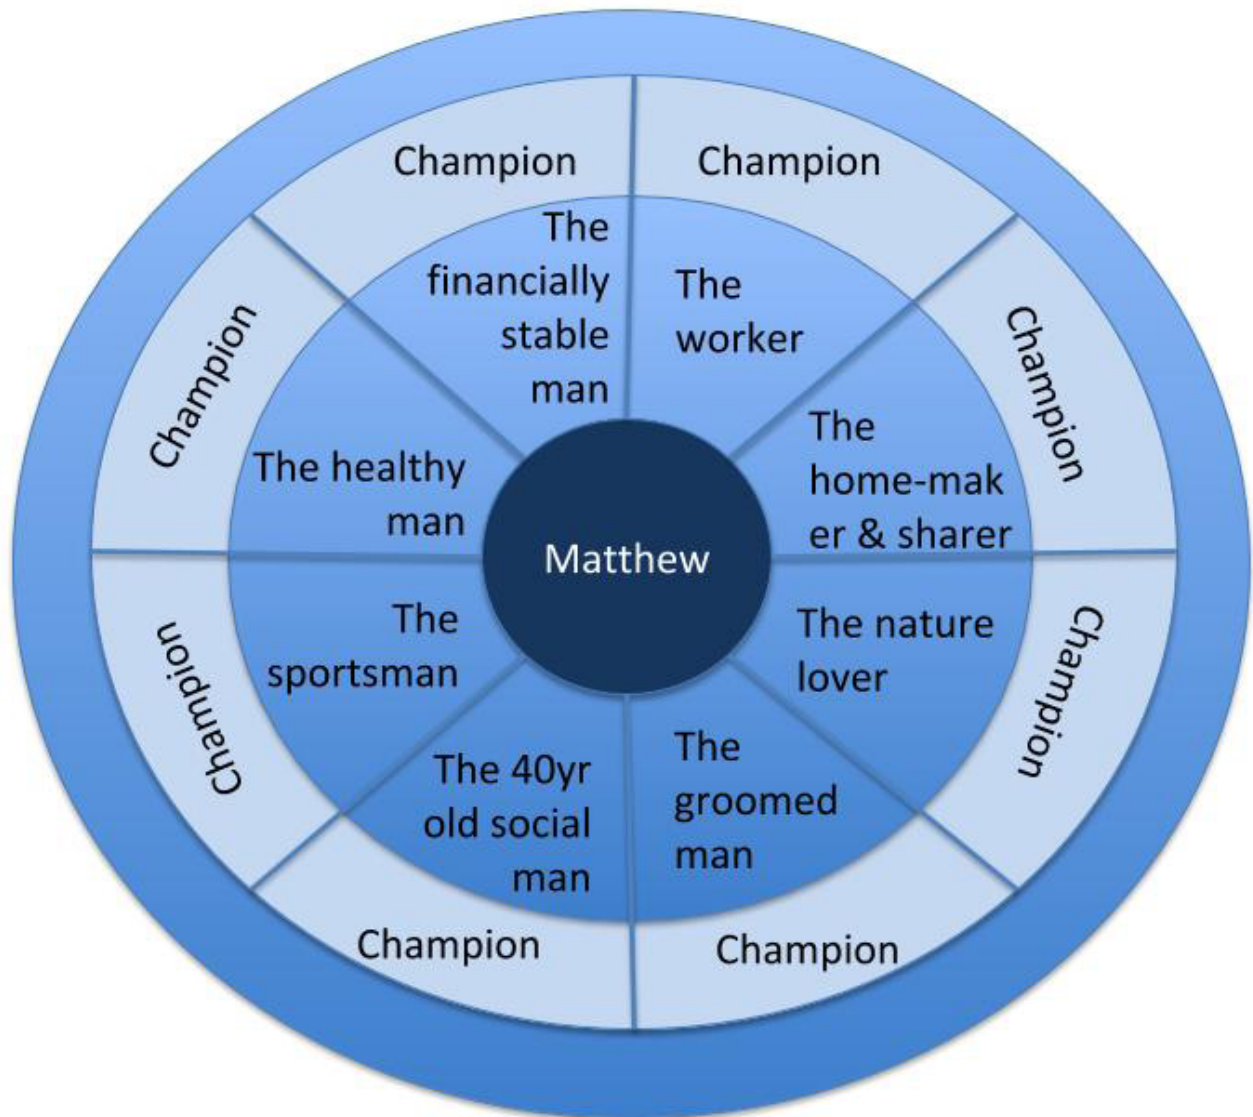 Champion
Champion
The
financially
stable
man
The
worker
Champion
Champion
The healthy
man
The
home-mak
er & sharer
Matthew
The
sportsman
The nature
lover
Champion
Champion
The 40yr
old social
man
The
groomed
man
Champion
Champion